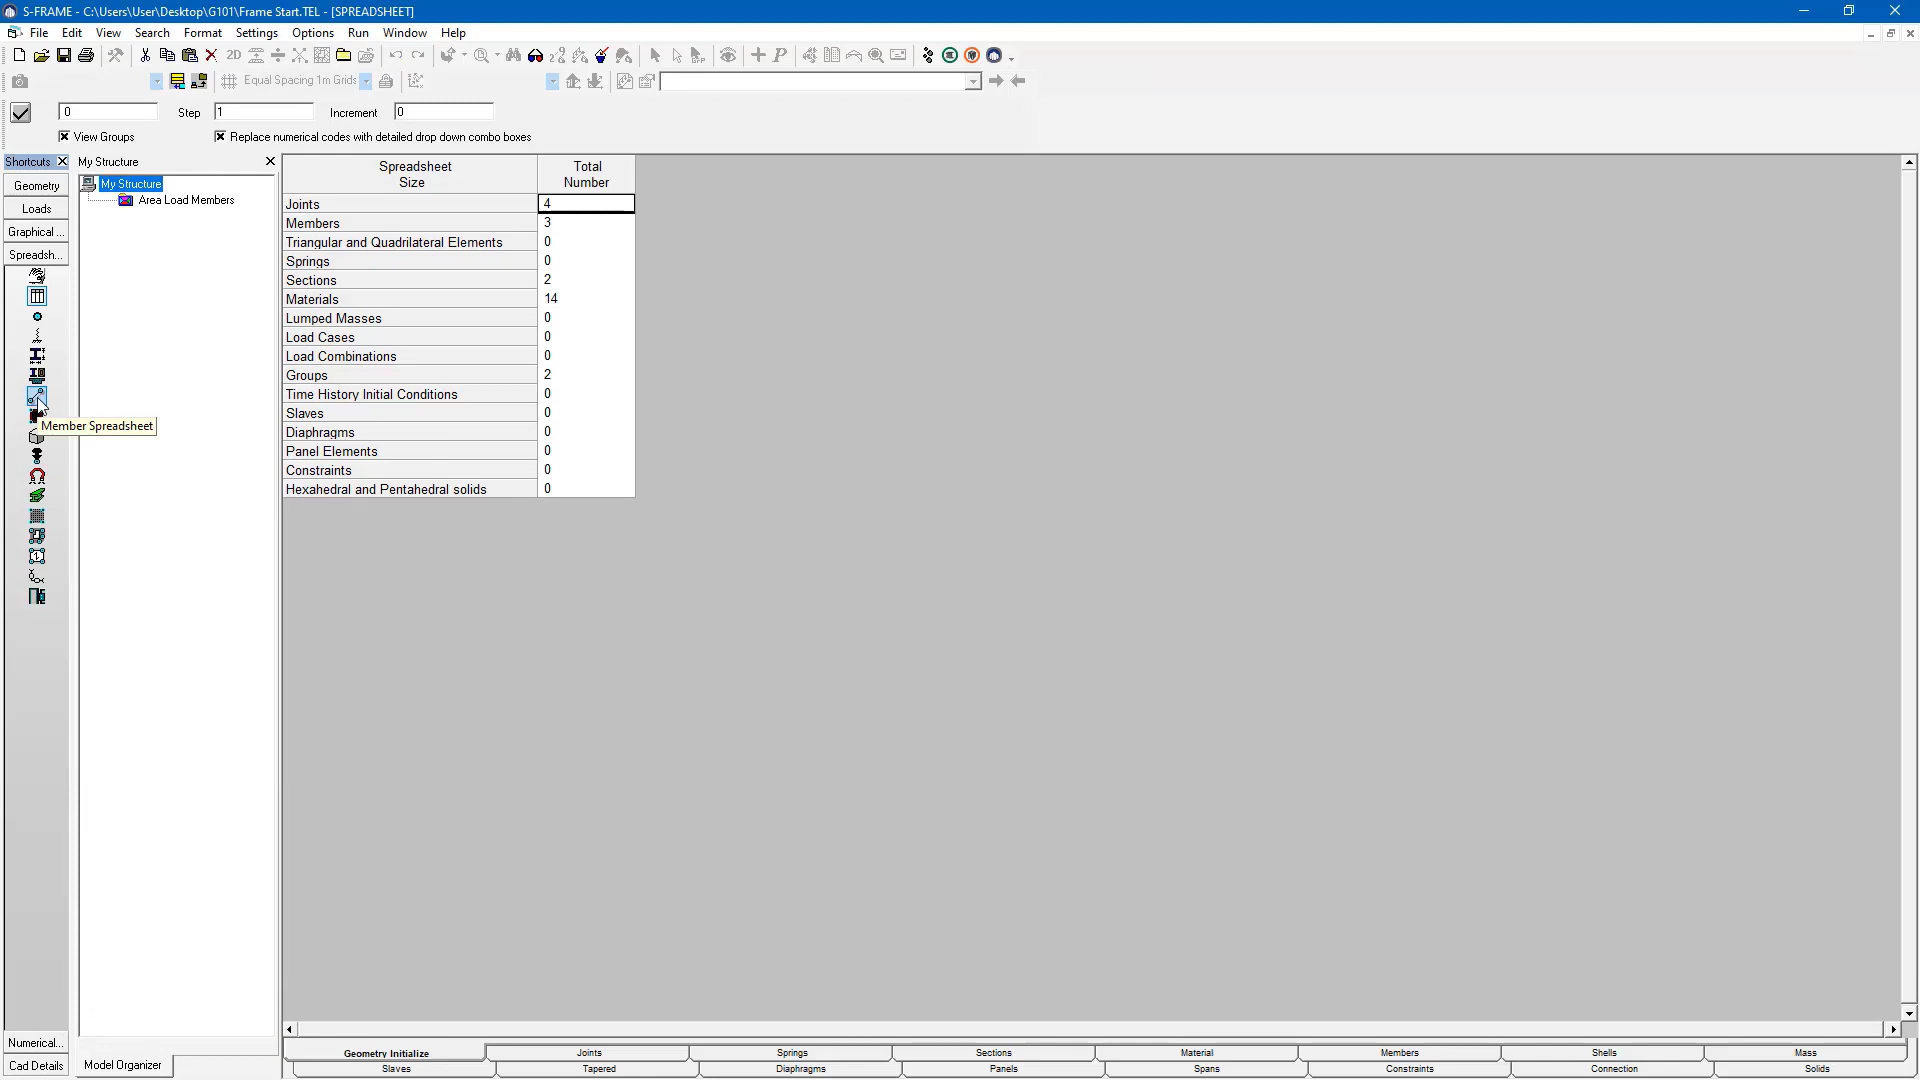 S-FRAME - C:\Users\User\Desktop\G101\Frame Start.TEL - [SPREADSHEET]
File Edit View Search Format Settings Options Run Window Help
2D
Equal Spacing 1m Grids
0 Step 1 Increment 0
View Groups Replace numerical codes with detailed drop down combo boxes
Shortcuts My Structure
Geometry
Loads
Graphical ...
Spreadsh...
My Structure
Area Load Members
Member Spreadsheet
Spreadsheet Total
Size Number
Joints 4
Members 3
Triangular and Quadrilateral Elements 0
Springs 0
Sections 2
Materials 14
Lumped Masses 0
Load Cases 0
Load Combinations 0
Groups 2
Time History Initial Conditions 0
Slaves 0
Diaphragms 0
Panel Elements 0
Constraints 0
Hexahedral and Pentahedral solids 0
Numerical...
Cad Details
Model Organizer
Geometry Initialize Joints Springs Sections Material Members Shells Mass
Slaves Tapered Diaphragms Panels Spans Constraints Connection Solids